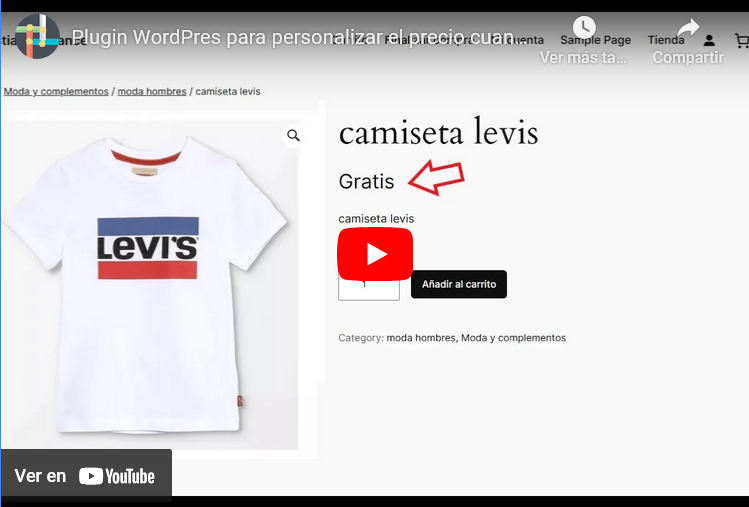 Plugin WordPres para personalizar el precio cuan...
Sample Page
Tienda
Ver más ta...
Compartir
Moda y complementos / moda hombres / camiseta levis
camiseta levis
Gratis
camiseta levis
LEVI'S
1
Añadir al carrito
Category: moda hombres, Moda y complementos
Ver en YouTube